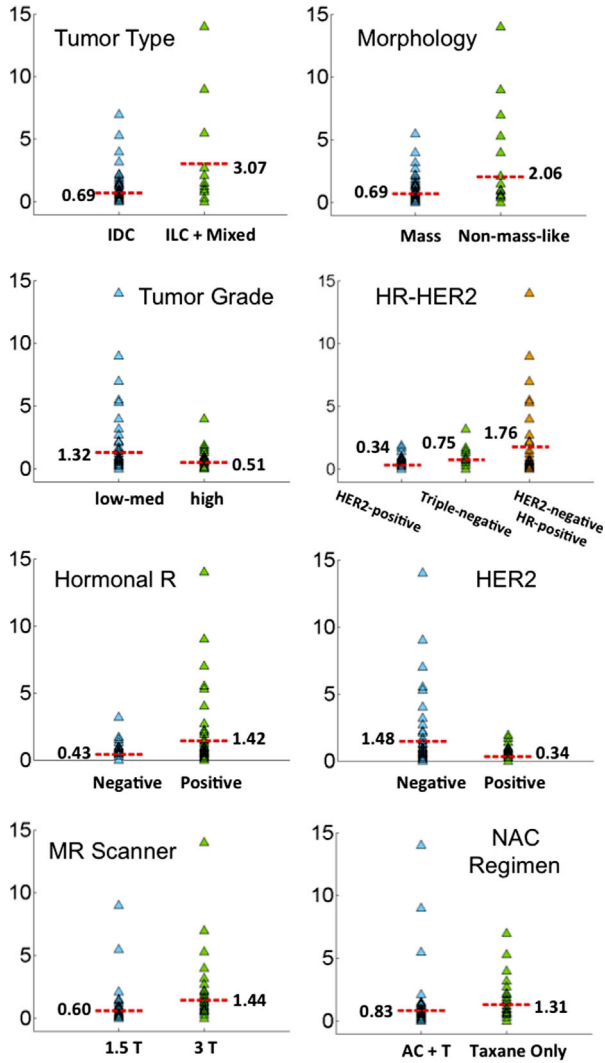 Tumor Type
15
10
5
0
0.69
3.07
IDC
ILC + Mixed
Morphology
15
10
5
0
0.69
2.06
Mass
Non-mass-like
Tumor Grade
15
10
5
0
1.32
0.51
low-med
high
HR-HER2
15
10
5
0
0.34
0.75
1.76
HER2-positive
Triple-negative
HER2-negative
HR-positive
Hormonal R
15
10
5
0
0.43
1.42
Negative
Positive
HER2
15
10
5
0
1.48
0.34
Negative
Positive
MR Scanner
15
10
5
0
0.60
1.44
1.5 T
3 T
NAC
Regimen
15
10
5
0
0.83
1.31
AC + T
Taxane Only